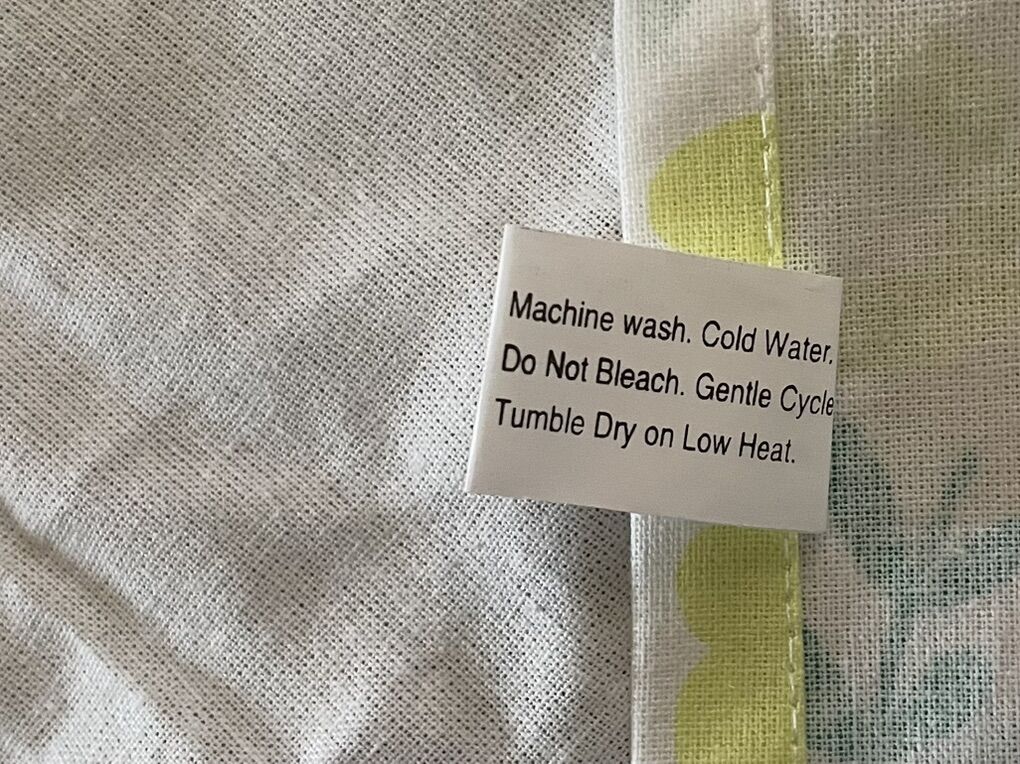 Machine wash. Cold Water.
Do Not Bleach. Gentle Cycle
Tumble Dry on Low Heat.